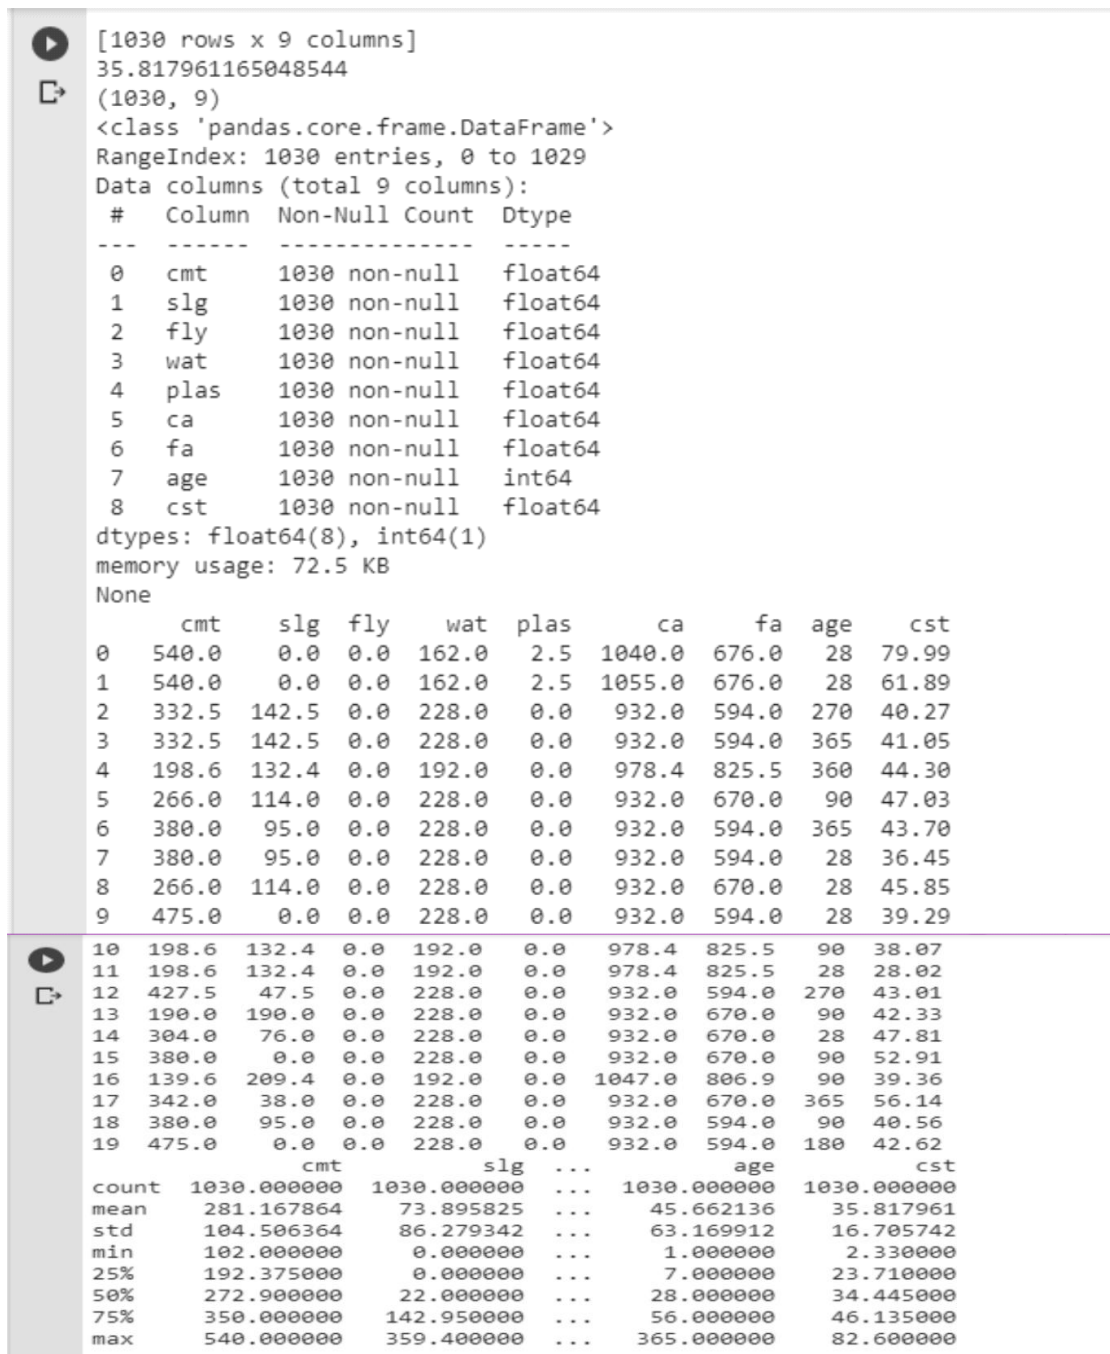 [1030 rows x 9 columns]
35.817961165048544
(1030, 9)
<class 'pandas.core.frame.DataFrame'>
RangeIndex: 1030 entries, 0 to 1029
Data columns (total 9 columns):
 #   Column  Non-Null Count  Dtype
---  ------  --------------  -----
 0   cmt     1030 non-null   float64
 1   slg     1030 non-null   float64
 2   fly     1030 non-null   float64
 3   wat     1030 non-null   float64
 4   plas    1030 non-null   float64
 5   ca      1030 non-null   float64
 6   fa      1030 non-null   float64
 7   age     1030 non-null   int64
 8   cst     1030 non-null   float64
dtypes: float64(8), int64(1)
memory usage: 72.5 KB
None
     cmt    slg  fly    wat  plas      ca     fa  age    cst
0  540.0    0.0  0.0  162.0   2.5  1040.0  676.0   28  79.99
1  540.0    0.0  0.0  162.0   2.5  1055.0  676.0   28  61.89
2  332.5  142.5  0.0  228.0   0.0   932.0  594.0  270  40.27
3  332.5  142.5  0.0  228.0   0.0   932.0  594.0  365  41.05
4  198.6  132.4  0.0  192.0   0.0   978.4  825.5  360  44.30
5  266.0  114.0  0.0  228.0   0.0   932.0  670.0   90  47.03
6  380.0   95.0  0.0  228.0   0.0   932.0  594.0  365  43.70
7  380.0   95.0  0.0  228.0   0.0   932.0  594.0   28  36.45
8  266.0  114.0  0.0  228.0   0.0   932.0  670.0   28  45.85
9  475.0    0.0  0.0  228.0   0.0   932.0  594.0   28  39.29
10  198.6  132.4  0.0  192.0   0.0   978.4  825.5   90  38.07
11  198.6  132.4  0.0  192.0   0.0   978.4  825.5   28  28.02
12  427.5   47.5  0.0  228.0   0.0   932.0  594.0  270  43.01
13  190.0  190.0  0.0  228.0   0.0   932.0  670.0   90  42.33
14  304.0   76.0  0.0  228.0   0.0   932.0  670.0   28  47.81
15  380.0    0.0  0.0  228.0   0.0   932.0  670.0   90  52.91
16  139.6  209.4  0.0  192.0   0.0  1047.0  806.9   90  39.36
17  342.0   38.0  0.0  228.0   0.0   932.0  670.0  365  56.14
18  380.0   95.0  0.0  228.0   0.0   932.0  594.0   90  40.56
19  475.0    0.0  0.0  228.0   0.0   932.0  594.0  180  42.62
               cmt          slg  ...          age          cst
count  1030.000000  1030.000000  ...  1030.000000  1030.000000
mean    281.167864    73.895825  ...    45.662136    35.817961
std     104.506364    86.279342  ...    63.169912    16.705742
min     102.000000     0.000000  ...     1.000000     2.330000
25%     192.375000     0.000000  ...     7.000000    23.710000
50%     272.900000    22.000000  ...    28.000000    34.445000
75%     350.000000   142.950000  ...    56.000000    46.135000
max     540.000000   359.400000  ...   365.000000    82.600000